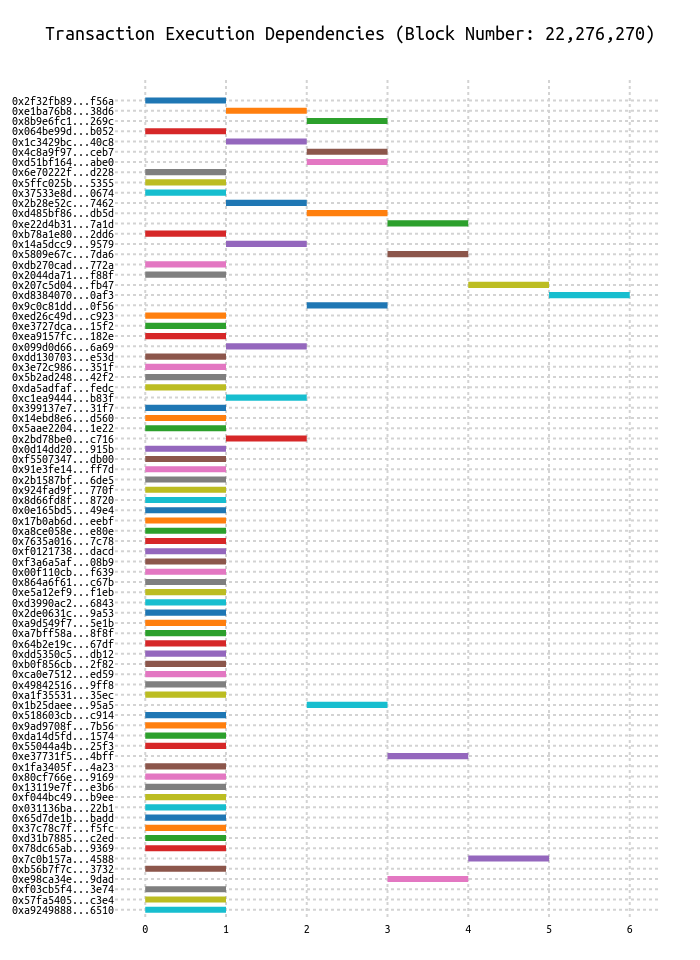 Transaction Execution Dependencies (Block Number: 22,276,270)
0x2f32fb89...f56a
0xe1ba76b8...38d6
0x8b9e6fc1...269c
0x064be99d...b052
0x1c3429bc...40c8
0x4c8a9f97...ceb7
0xd51bf164...abe0
0x6e70222f...d228
0x5ffc025b...5355
0x37533e8d...0674
0x2b28e52c...7462
0xd485bf86...db5d
0xe22d4b31...7a1d
0xb78a1e80...2dd6
0x14a5dcc9...9579
0x5809e67c...7da6
0xdb270cad...772a
0x2044da71...f88f
0x207c5d04...fb47
0xd8384070...0af3
0x9c0c81dd...0f56
0xed26c49d...c923
0xe3727dca...15f2
0xea9157fc...182e
0x099d0d66...6a69
0xdd130703...e53d
0x3e72c986...351f
0x5b2ad248...42f2
0xda5adfaf...fedc
0xc1ea9444...b83f
0x399137e7...31f7
0x14ebd8e6...d560
0x5aae2204...1e22
0x2bd78be0...c716
0x0d14dd20...915b
0xf5507347...db00
0x91e3fe14...ff7d
0x2b1587bf...6de5
0x924fad9f...770f
0x8d66fd8f...8720
0x0e165bd5...49e4
0x17b0ab6d...eebf
0xa8ce058e...e80e
0x7635a016...7c78
0xf0121738...dacd
0xf3a6a5af...08b9
0x00f110cb...f639
0x864a6f61...c67b
0xe5a12ef9...f1eb
0xd3990ac2...6843
0x2de0631c...9a53
0xa9d549f7...5e1b
0xa7bff58a...8f8f
0x64b2e19c...67df
0xdd5350c5...db12
0xb0f856cb...2f82
0xca0e7512...ed59
0x49842516...9ff8
0xa1f35531...35ec
0x1b25daee...95a5
0x518603cb...c914
0x9ad9708f...7b56
0xda14d5fd...1574
0x55044a4b...25f3
0xe37731f5...4bff
0x1fa3405f...4a23
0x80cf766e...9169
0x13119e7f...e3b6
0xf044bc49...b9ee
0x031136ba...22b1
0x65d7de1b...badd
0x37c78c7f...f5fc
0xd31b7885...c2ed
0x78dc65ab...9369
0x7c0b157a...4588
0xb56b7f7c...3732
0xe98ca34e...9dad
0xf03cb5f4...3e74
0x57fa5405...c3e4
0xa9249888...6510
0 1 2 3 4 5 6